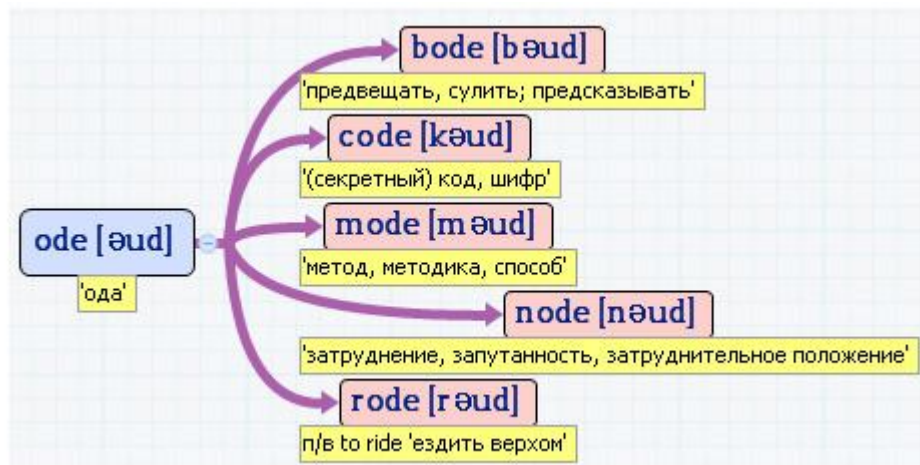 bode [bəud]
'предвещать, сулить; предсказывать'
code [kəud]
'(секретный) код, шифр'
ode [əud]
'ода'
mode [məud]
'метод, методика, способ'
node [nəud]
'затруднение, запутанность, затруднительное положение'
rode [rəud]
п/в to ride 'ездить верхом'